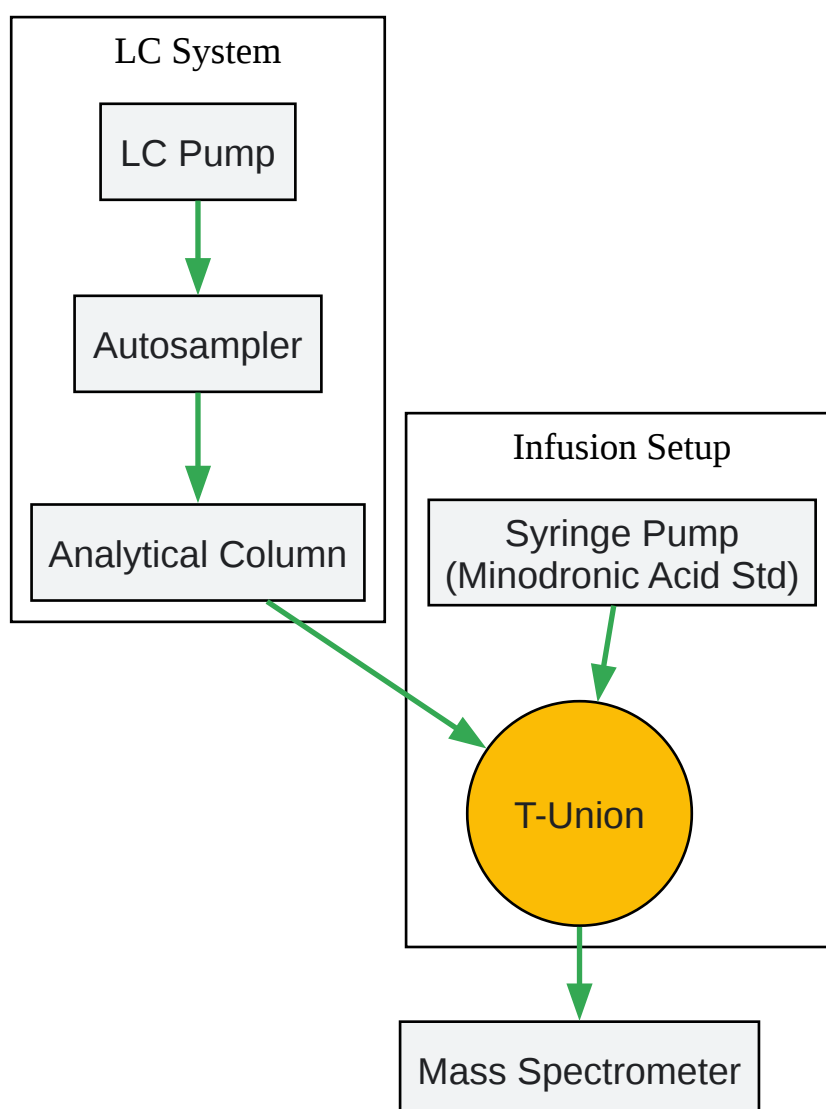 LC System
LC Pump
Autosampler
Analytical Column
Infusion Setup
Syringe Pump
(Minodronic Acid Std)
T-Union
Mass Spectrometer